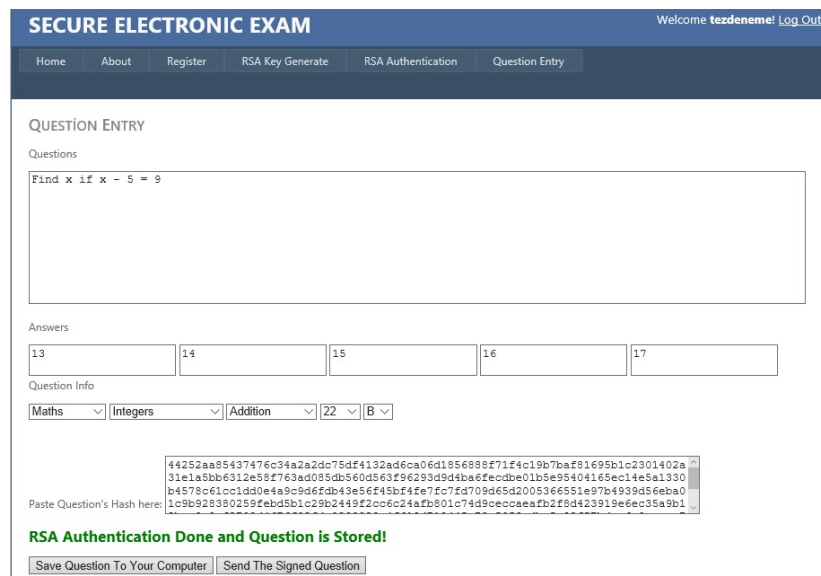 SECURE ELECTRONIC EXAM
Welcome tezdeneme! Log Out
Home About Register RSA Key Generate RSA Authentication Question Entry
QUESTİON ENTRY
Questions
Find x if x - 5 = 9
Answers
13 14 15 16 17
Question Info
Maths Integers Addition 22 B
44252aa85437476c34a2a2dc75df4132ad6ca06d1856888f71f4c19b7baf81695b1c2301402a
31e1a5bb6312e58f763ad085db560d563f96293d9d4ba6fecdbe01b5e95404165ec14e5a1330
b4578c61cc1dd0e4a9c9d6fdb43e56f45bf4fe7fc7fd709d65d2005366551e97b4939d56eba0
1c9b928380259febd5b1c29b2449f2cc6c24afb801c74d9ceccaeafb2f8d423919e6ec35a9b1
Paste Question's Hash here:
RSA Authentication Done and Question is Stored!
Save Question To Your Computer Send The Signed Question